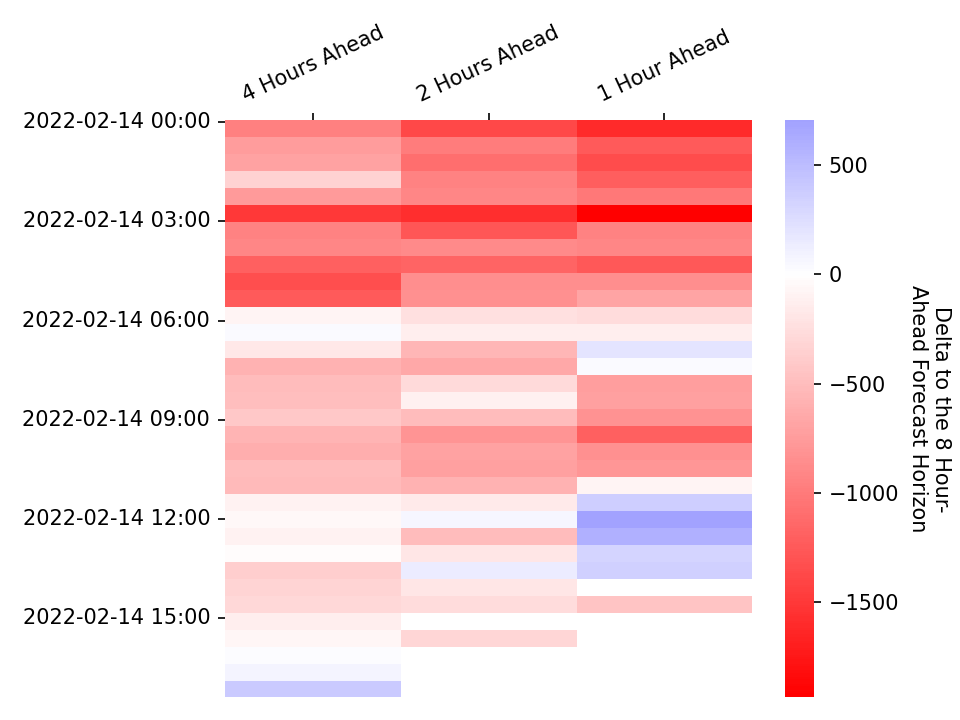 4 Hours Ahead
2 Hours Ahead
1 Hour Ahead
2022-02-14 00:00
2022-02-14 03:00
2022-02-14 06:00
2022-02-14 09:00
2022-02-14 12:00
2022-02-14 15:00
500
0
−500
−1000
−1500
Delta to the 8 Hour-
Ahead Forecast Horizon